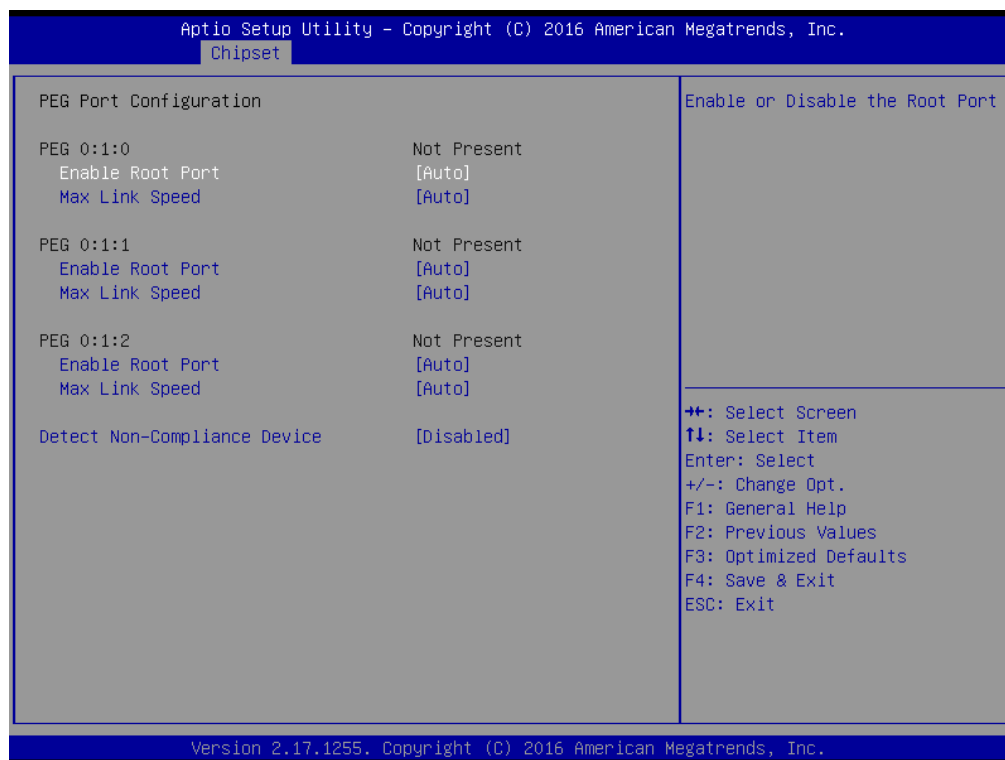 Aptio Setup Utility – Copyright (C) 2016 American Megatrends, Inc.
Chipset
PEG Port Configuration
PEG 0:1:0 Not Present
Enable Root Port [Auto]
Max Link Speed [Auto]
PEG 0:1:1 Not Present
Enable Root Port [Auto]
Max Link Speed [Auto]
PEG 0:1:2 Not Present
Enable Root Port [Auto]
Max Link Speed [Auto]
Detect Non-Compliance Device [Disabled]
Enable or Disable the Root Port
→←: Select Screen
↑↓: Select Item
Enter: Select
+/-: Change Opt.
F1: General Help
F2: Previous Values
F3: Optimized Defaults
F4: Save & Exit
ESC: Exit
Version 2.17.1255. Copyright (C) 2016 American Megatrends, Inc.